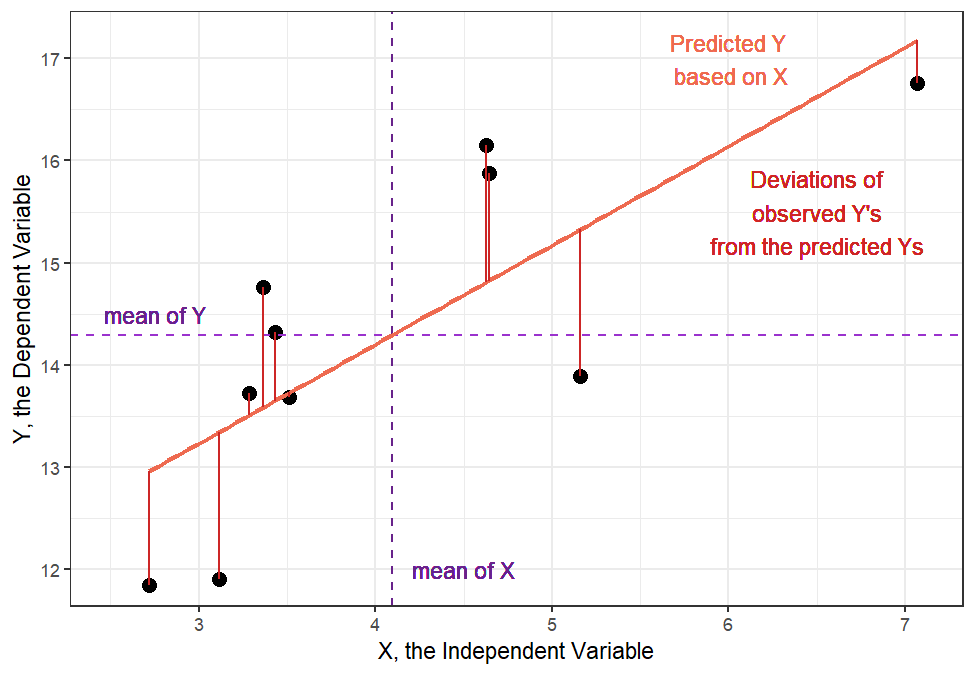 Predicted Y
based on X
Deviations of
observed Y's
from the predicted Ys
mean of Y
mean of X
17
16
15
14
13
12
3
4
5
6
7
X, the Independent Variable
Y, the Dependent Variable